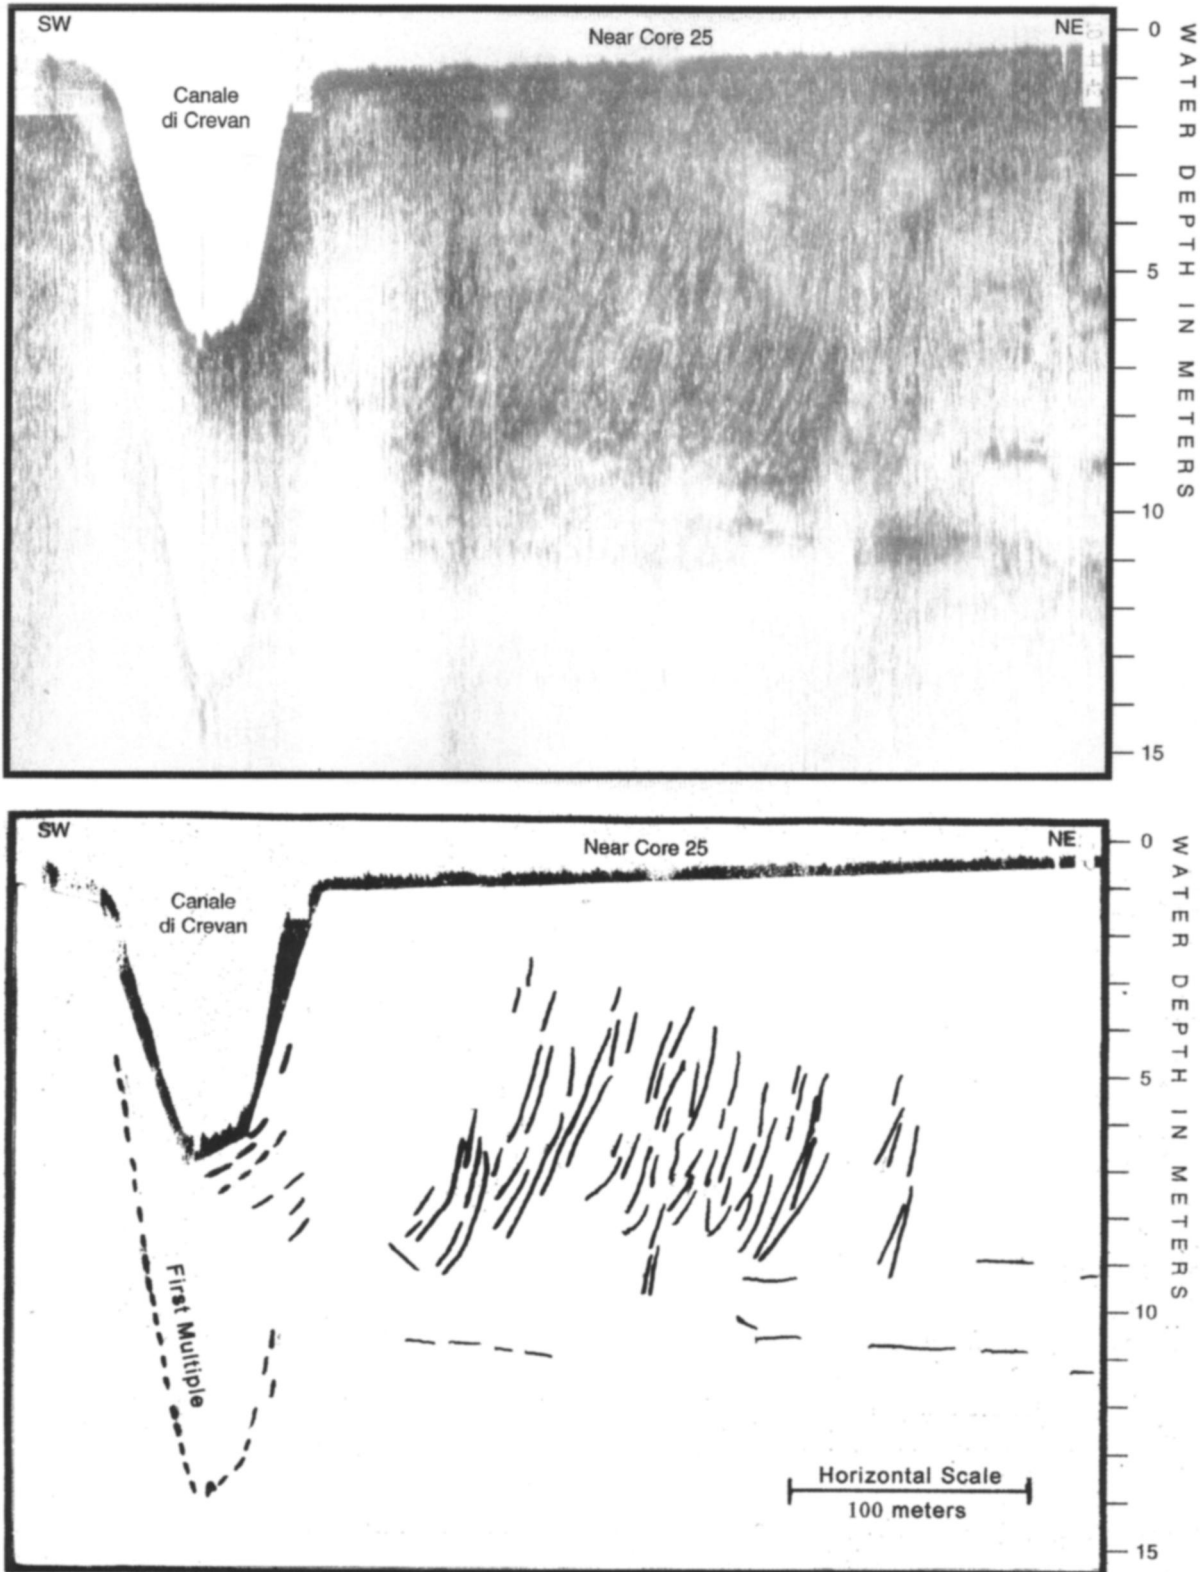 SW
Near Core 25
NE
Canale
di Crevan
0
5
10
15
WATER DEPTH IN METERS
SW
Near Core 25
NE
Canale
di Crevan
First Multiple
0
5
10
15
WATER DEPTH IN METERS
Horizontal Scale
100 meters